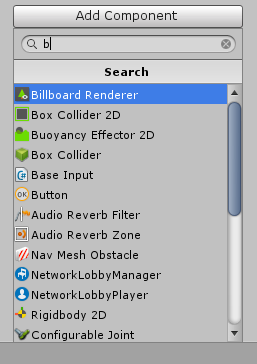 Add Component
b
Search
Billboard Renderer
Box Collider 2D
Buoyancy Effector 2D
Box Collider
Base Input
OK Button
Audio Reverb Filter
Audio Reverb Zone
Nav Mesh Obstacle
NetworkLobbyManager
NetworkLobbyPlayer
Rigidbody 2D
Configurable Joint